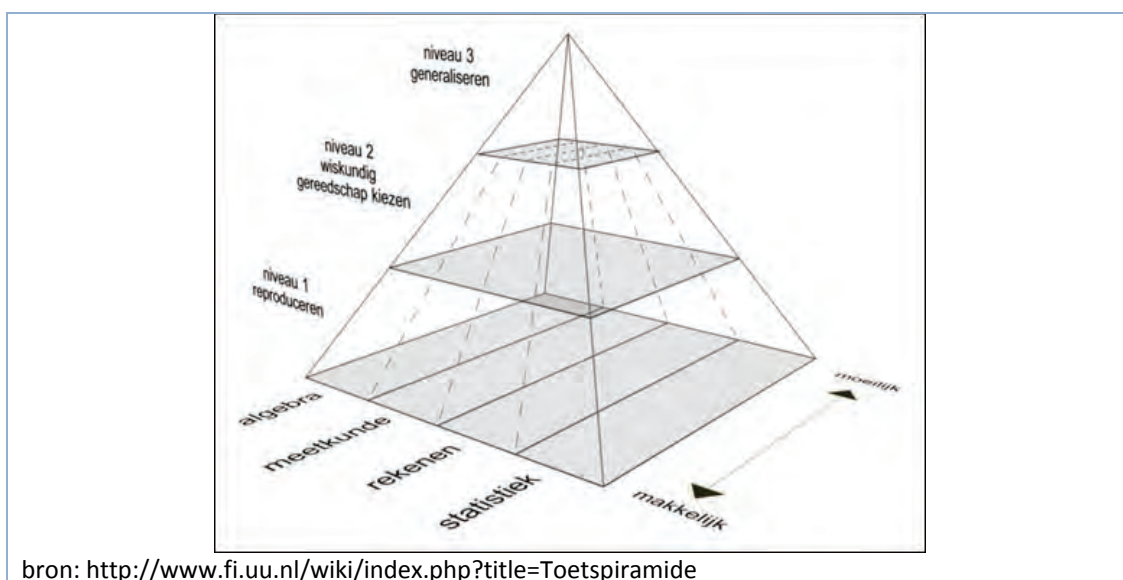 niveau 3
generaliseren
niveau 2
wiskundig
gereedschap kiezen
niveau 1
reproduceren
algebra
meetkunde
rekenen
statistiek
makkelijk
moeilijk
bron: http://www.fi.uu.nl/wiki/index.php?title=Toetspiramide